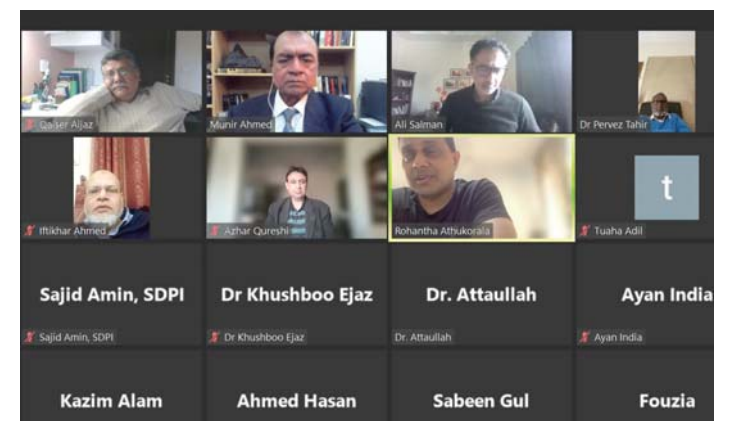 Qaiser Aijaz
Munir Ahmed
Ali Salman
Dr Pervez Tahir
Iftikhar Ahmed
Azhar Qureshi
Rohantha Athukorala
t
Tuaha Adil
Sajid Amin, SDPI
Sajid Amin, SDPI
Dr Khushboo Ejaz
Dr Khushboo Ejaz
Dr. Attaullah
Dr. Attaullah
Ayan India
Ayan India
Kazim Alam
Ahmed Hasan
Sabeen Gul
Fouzia